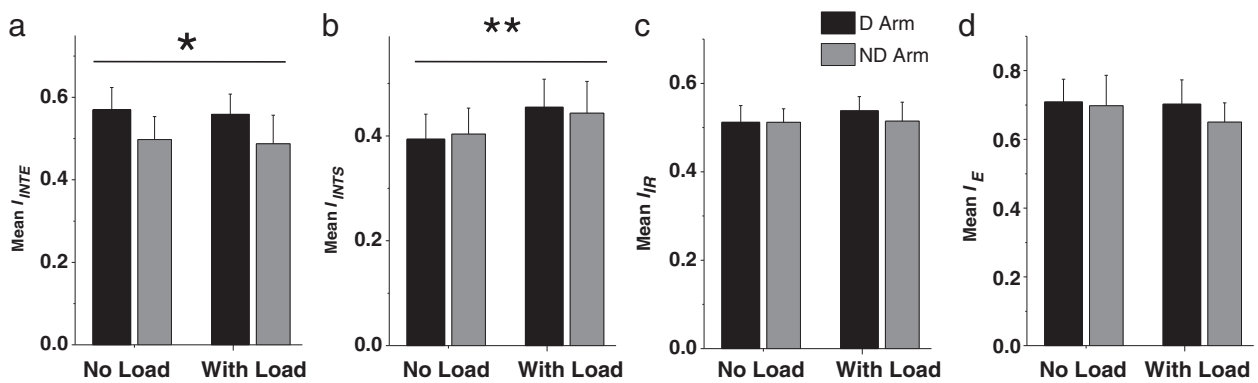 a
*
Mean I_INTE
0.6
0.4
0.2
0.0
No Load With Load
b
**
Mean I_INTS
0.4
0.2
0.0
No Load With Load
c
D Arm
ND Arm
Mean I_IR
0.6
0.4
0.2
0.0
No Load With Load
d
Mean I_E
0.8
0.6
0.4
0.2
0.0
No Load With Load